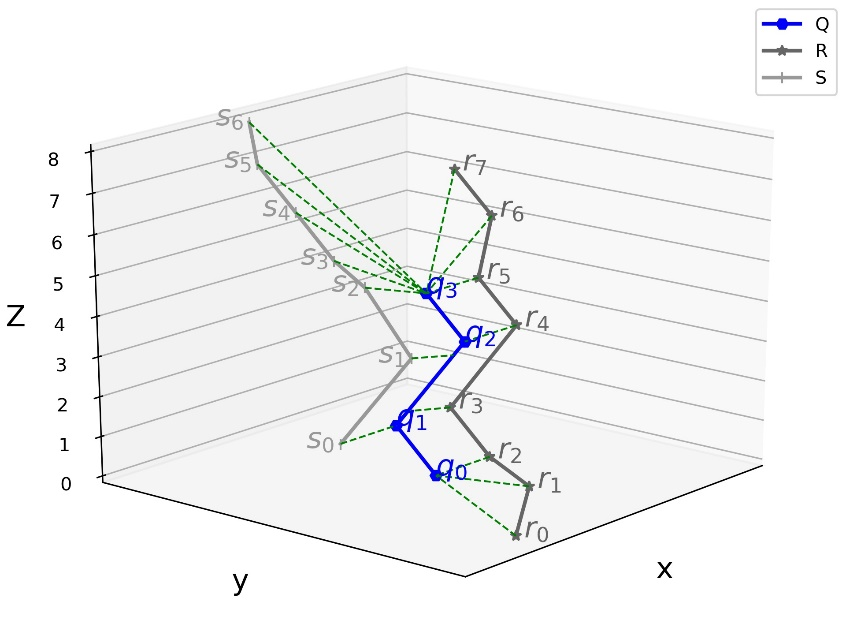 Q
R
S
s₆
s₅
s₄
s₃
s₂
s₁
s₀
r₇
r₆
r₅
r₄
r₃
r₂
r₁
r₀
q₃
q₂
q₁
q₀
8
7
6
5
4
3
2
1
0
Z
y
x